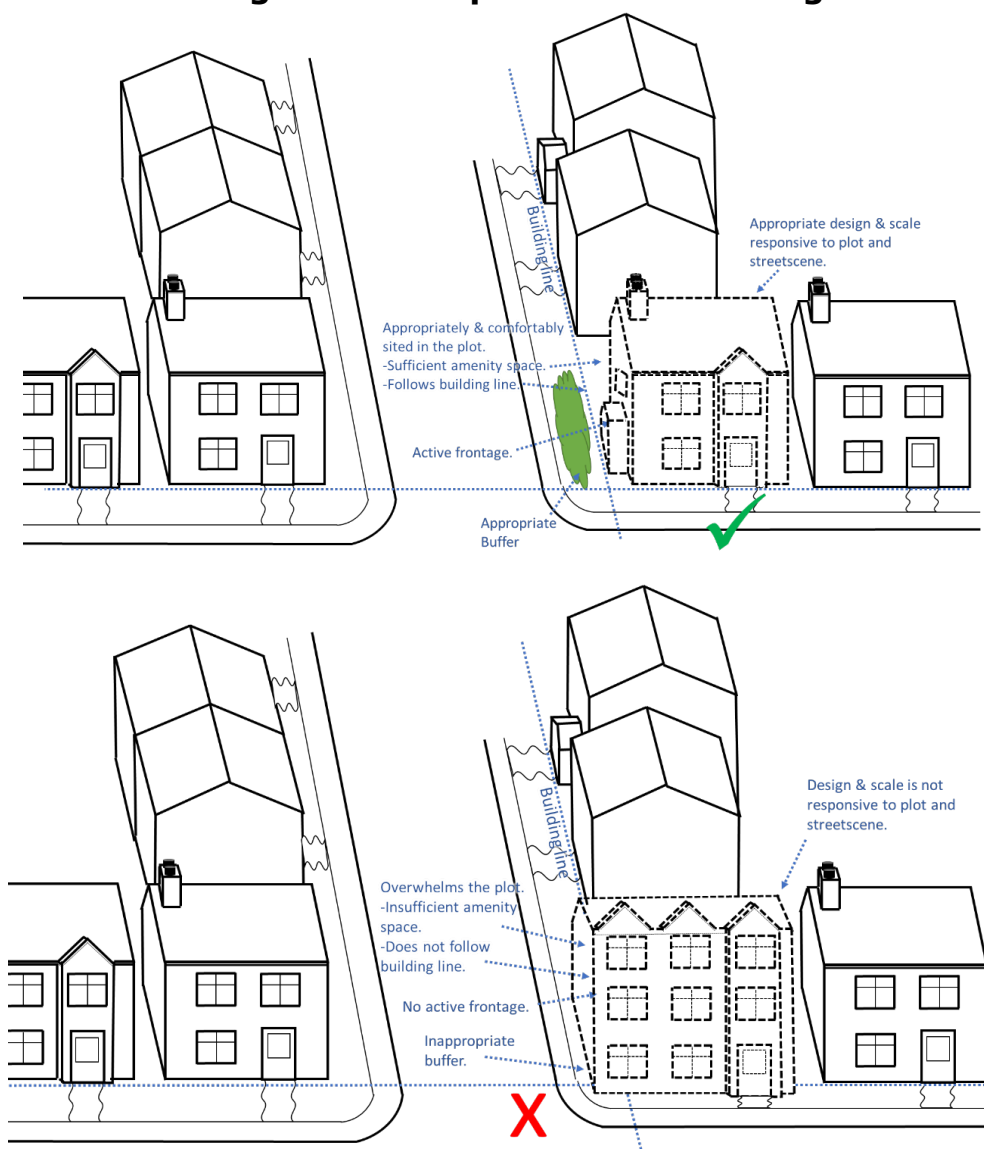 Building line
Appropriate design & scale
responsive to plot and
streetscene.
Appropriately & comfortably
sited in the plot.
-Sufficient amenity space.
-Follows building line.
Active frontage.
Appropriate
Buffer
Building line
Design & scale is not
responsive to plot and
streetscene.
Overwhelms the plot.
-Insufficient amenity
space.
-Does not follow
building line.
No active frontage.
Inappropriate
buffer.
X